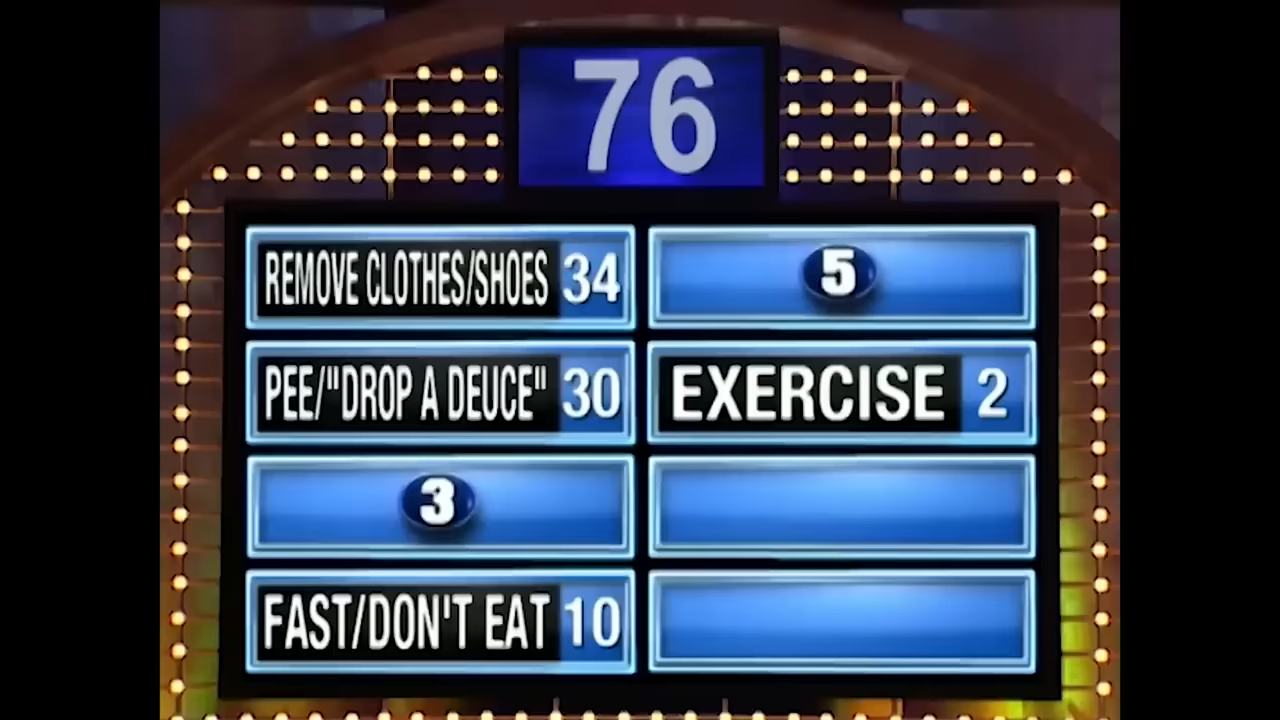 76
REMOVE CLOTHES/SHOES 34
PEE/"DROP A DEUCE" 30
3
FAST/DON'T EAT 10
5
EXERCISE 2